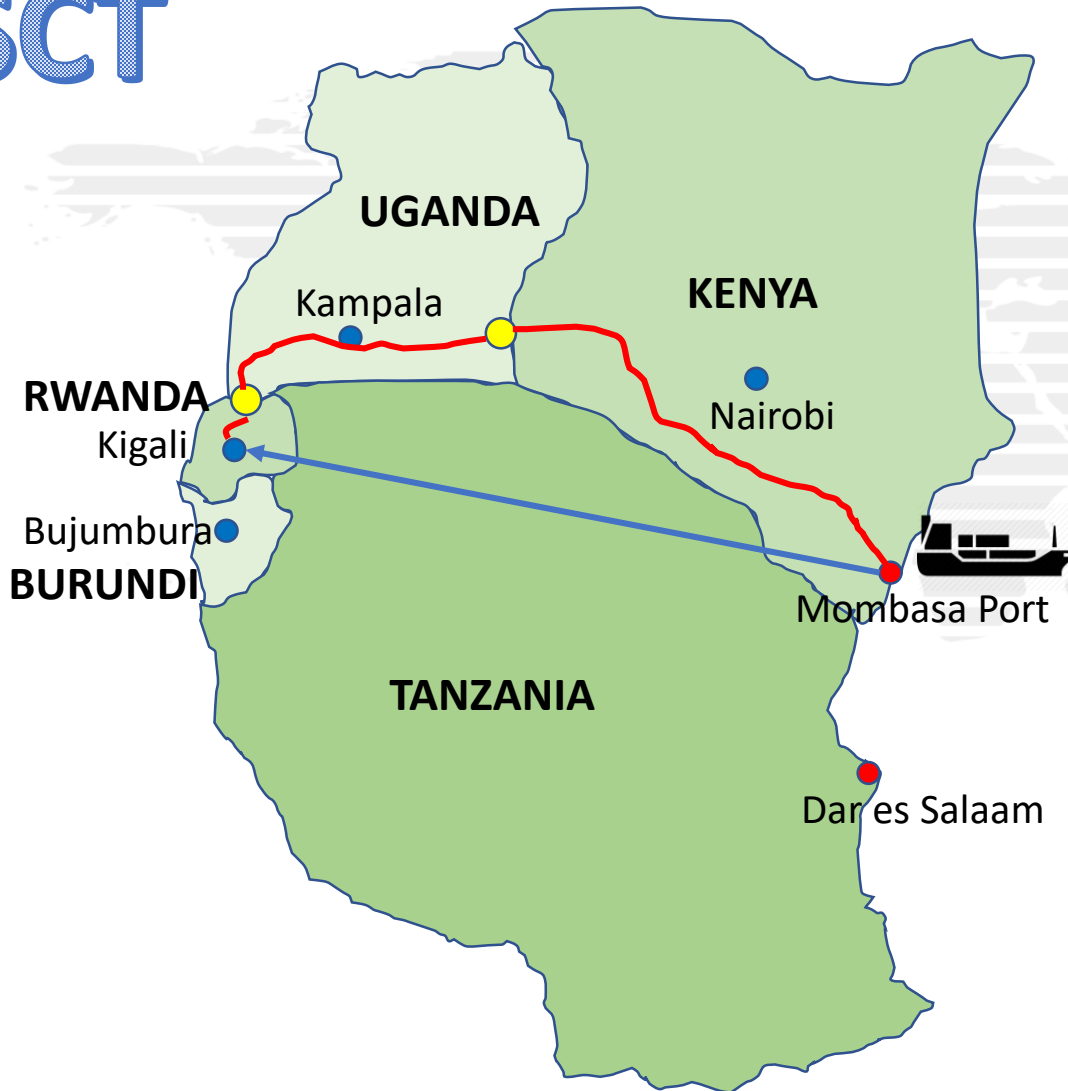 SCT
UGANDA
KENYA
Kampala
RWANDA
Nairobi
Kigali
Bujumbura
BURUNDI
Mombasa Port
TANZANIA
Dar es Salaam